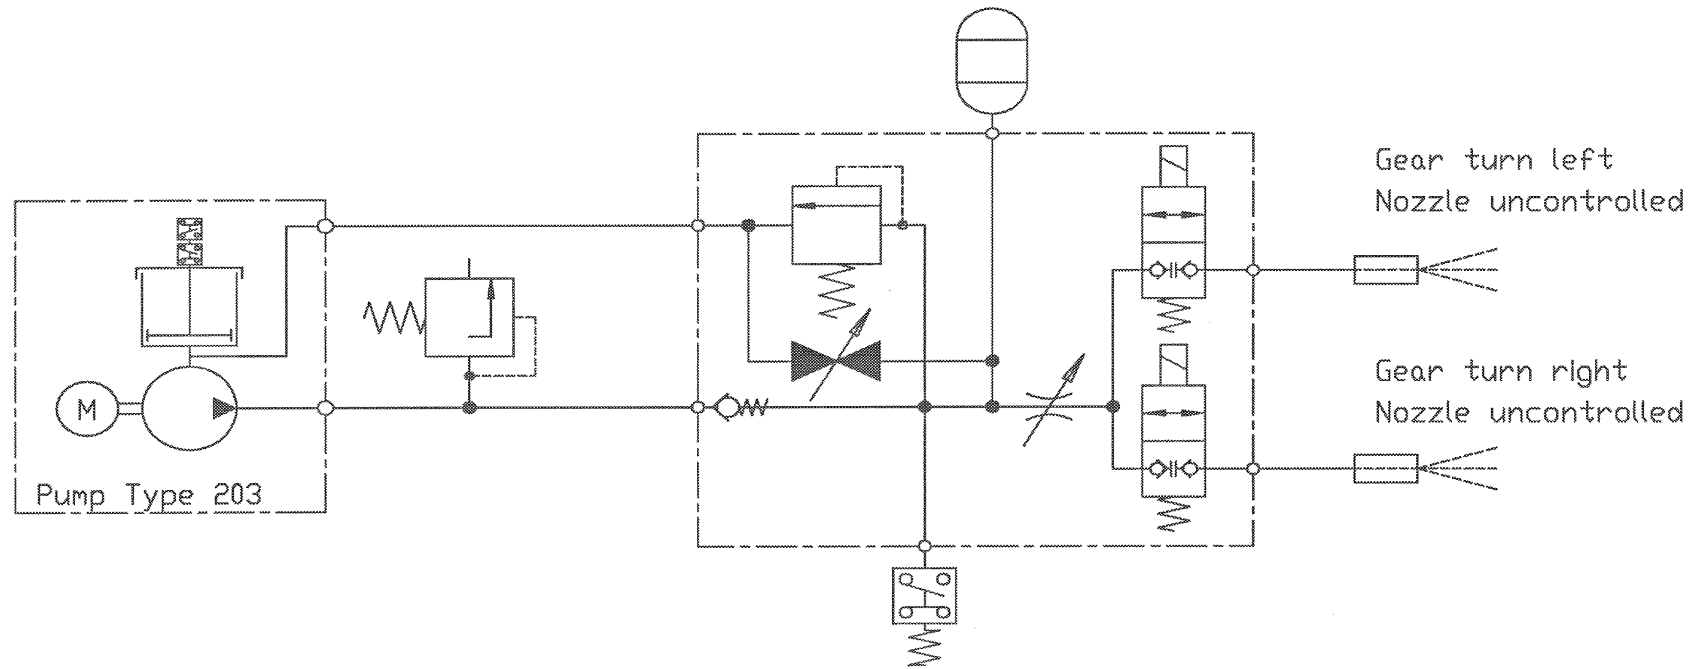 Gear turn left
Nozzle uncontrolled
M
Gear turn right
Nozzle uncontrolled
Pump Type 203